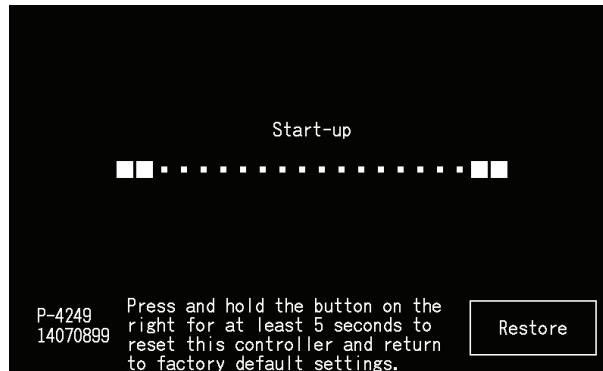 Start-up
P-4249
14070899
Press and hold the button on the
right for at least 5 seconds to
reset this controller and return
to factory default settings.
Restore